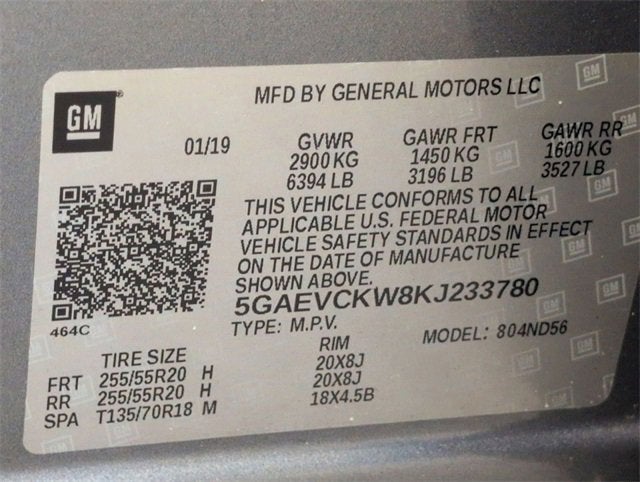 GM
MFD BY GENERAL MOTORS LLC
01/19 GVWR GAWR FRT GAWR RR
2900 KG 1450 KG 1600 KG
6394 LB 3196 LB 3527 LB
THIS VEHICLE CONFORMS TO ALL
APPLICABLE U.S. FEDERAL MOTOR
VEHICLE SAFETY STANDARDS IN EFFECT
ON THE DATE OF MANUFACTURE
SHOWN ABOVE.
5GAEVCKW8KJ233780
464C
TYPE: M.P.V. MODEL: 804ND56
TIRE SIZE RIM
FRT 255/55R20 H 20X8J
RR 255/55R20 H 20X8J
SPA T135/70R18 M 18X4.5B